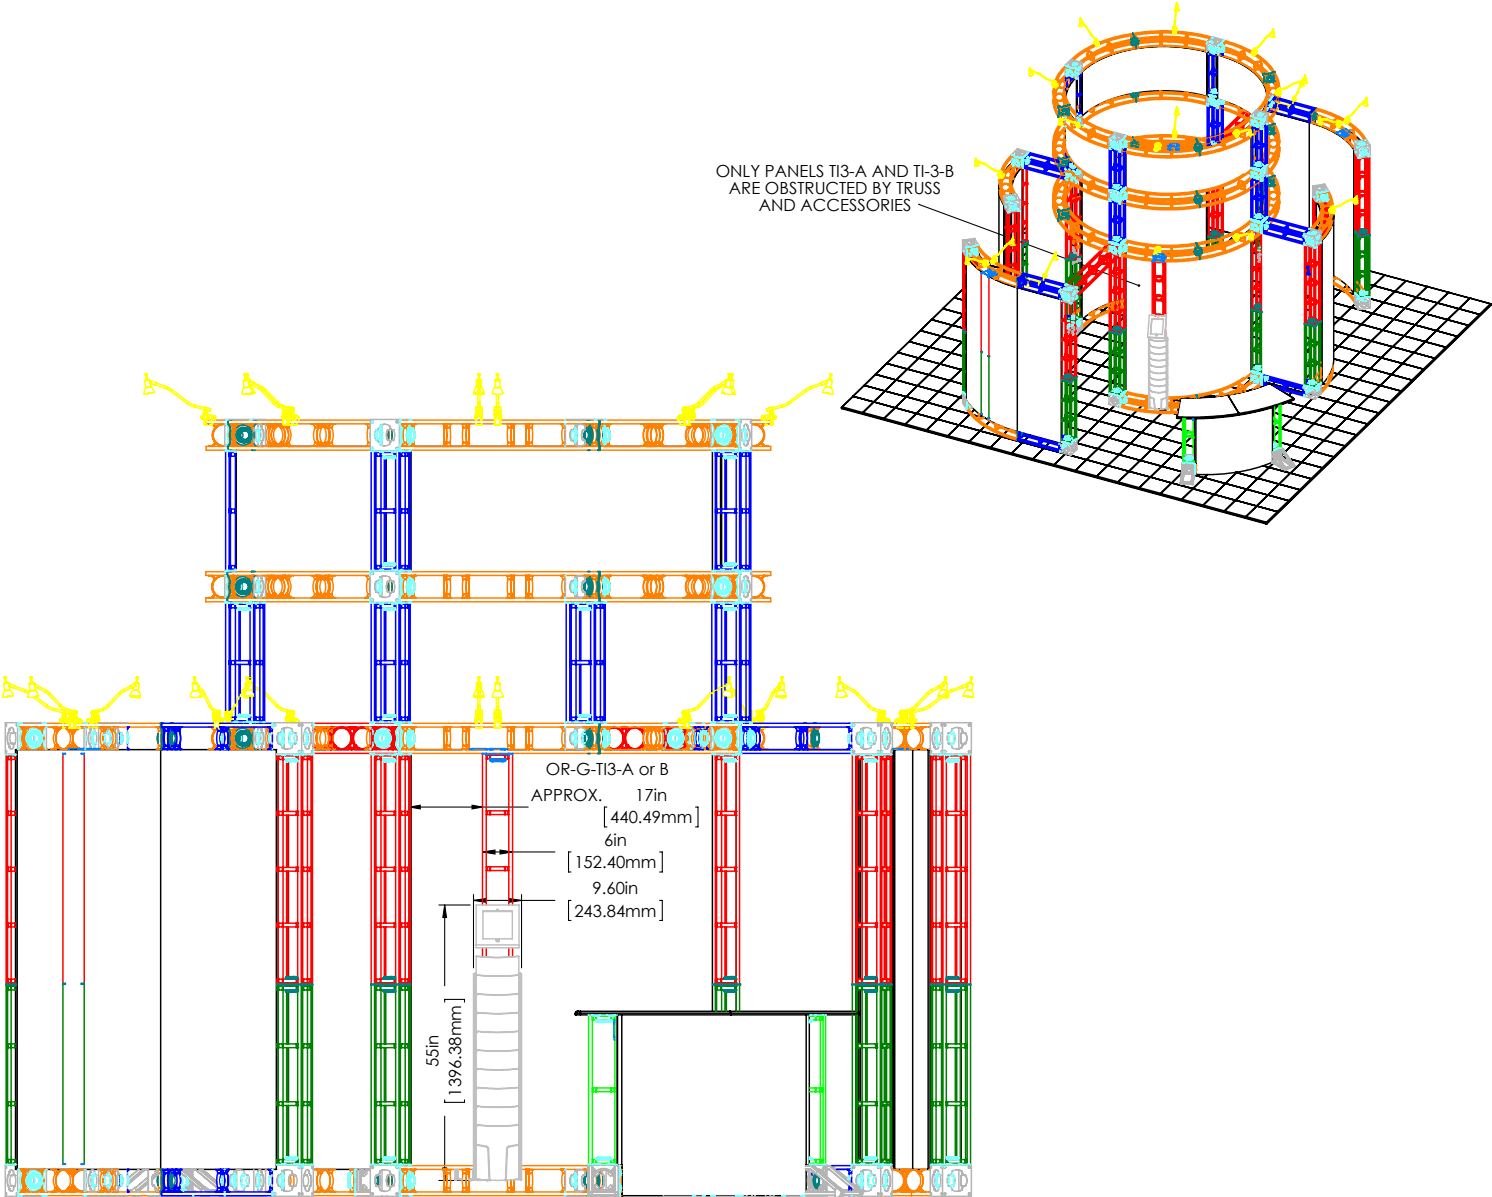 ONLY PANELS TI3-A AND TI-3-B
ARE OBSTRUCTED BY TRUSS
AND ACCESSORIES
OR-G-TI3-A or B
APPROX. 17in
[440.49mm]
6in
[152.40mm]
9.60in
[243.84mm]
55in
[1396.38mm]